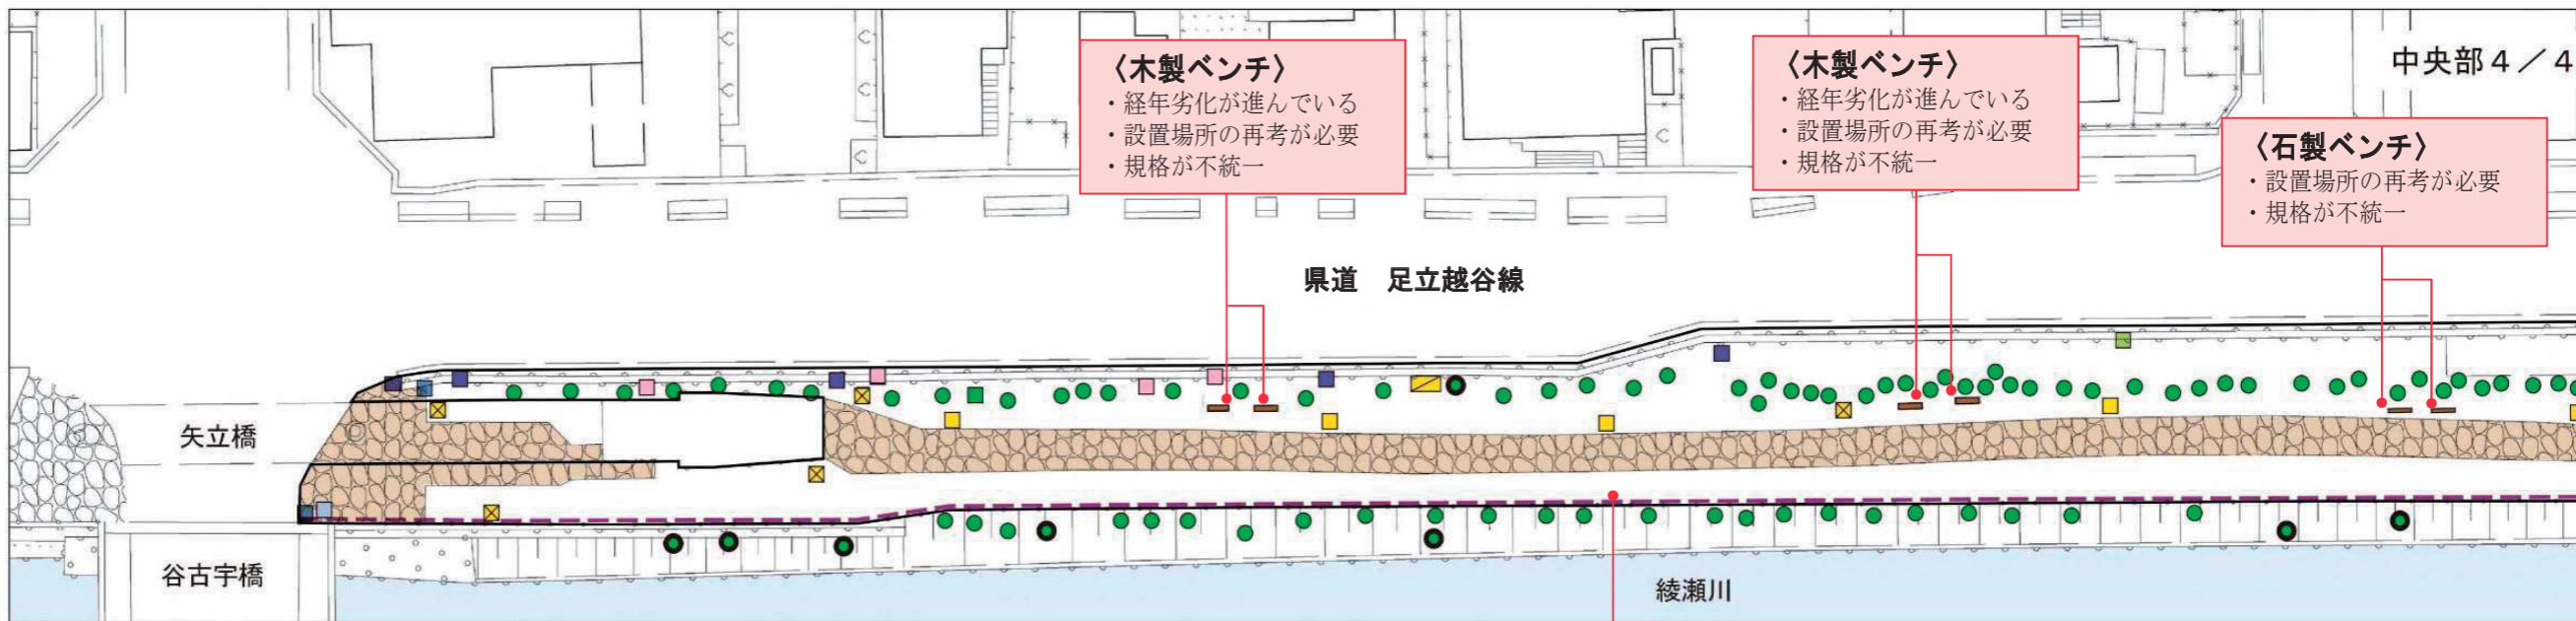 中央部4／4
〈木製ベンチ〉
・経年劣化が進んでいる
・設置場所の再考が必要
・規格が不統一
〈木製ベンチ〉
・経年劣化が進んでいる
・設置場所の再考が必要
・規格が不統一
〈石製ベンチ〉
・設置場所の再考が必要
・規格が不統一
県道　足立越谷線
矢立橋
谷古宇橋
綾瀬川